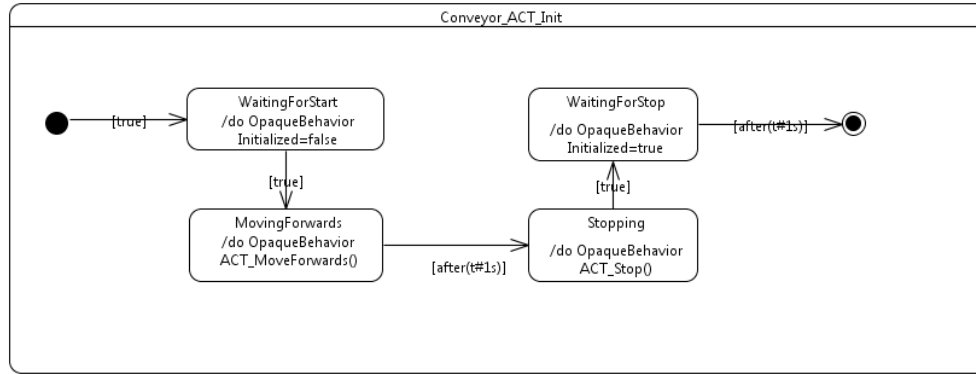 Conveyor_ACT_Init
[true]
WaitingForStart
/do OpaqueBehavior
Initialized=false
[true]
MovingForwards
/do OpaqueBehavior
ACT_MoveForwards()
[after(t#1s)]
Stopping
/do OpaqueBehavior
ACT_Stop()
[true]
WaitingForStop
/do OpaqueBehavior
Initialized=true
[after(t#1s)]